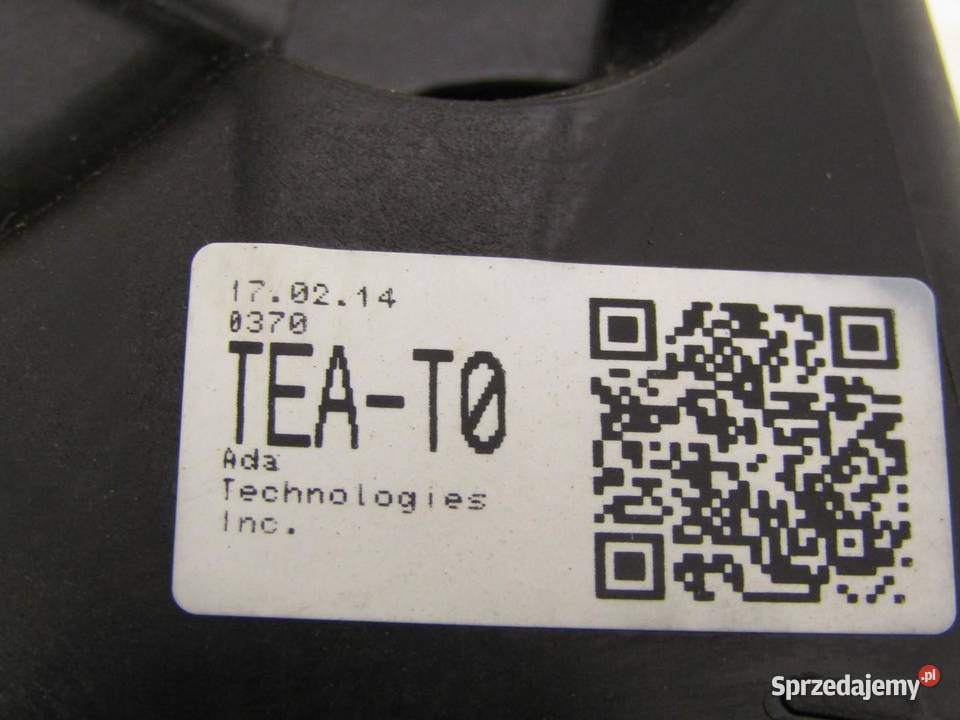 17.02.14
0370
TEA-T0
Ada
Technologies
Inc.
Sprzedajemy.pl